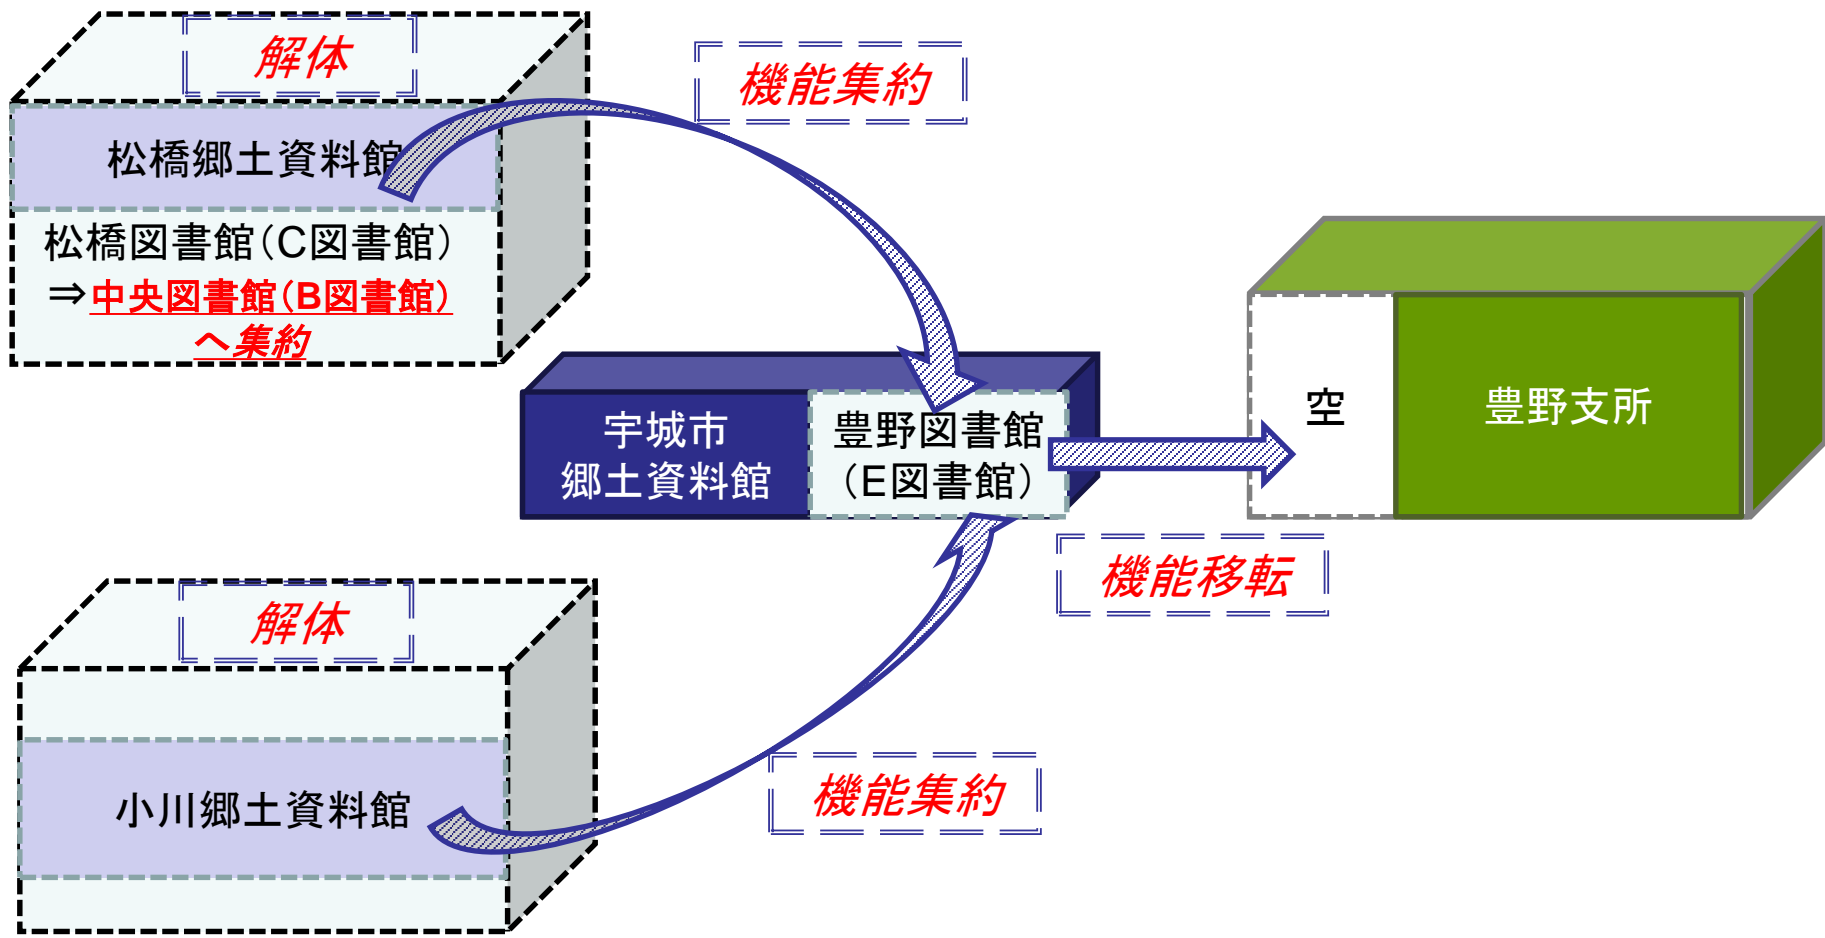 解体
機能集約
松橋郷土資料館
松橋図書館(C図書館)
⇒中央図書館(B図書館)
へ集約
宇城市
郷土資料館
豊野図書館
(E図書館)
空
豊野支所
機能移転
解体
小川郷土資料館
機能集約